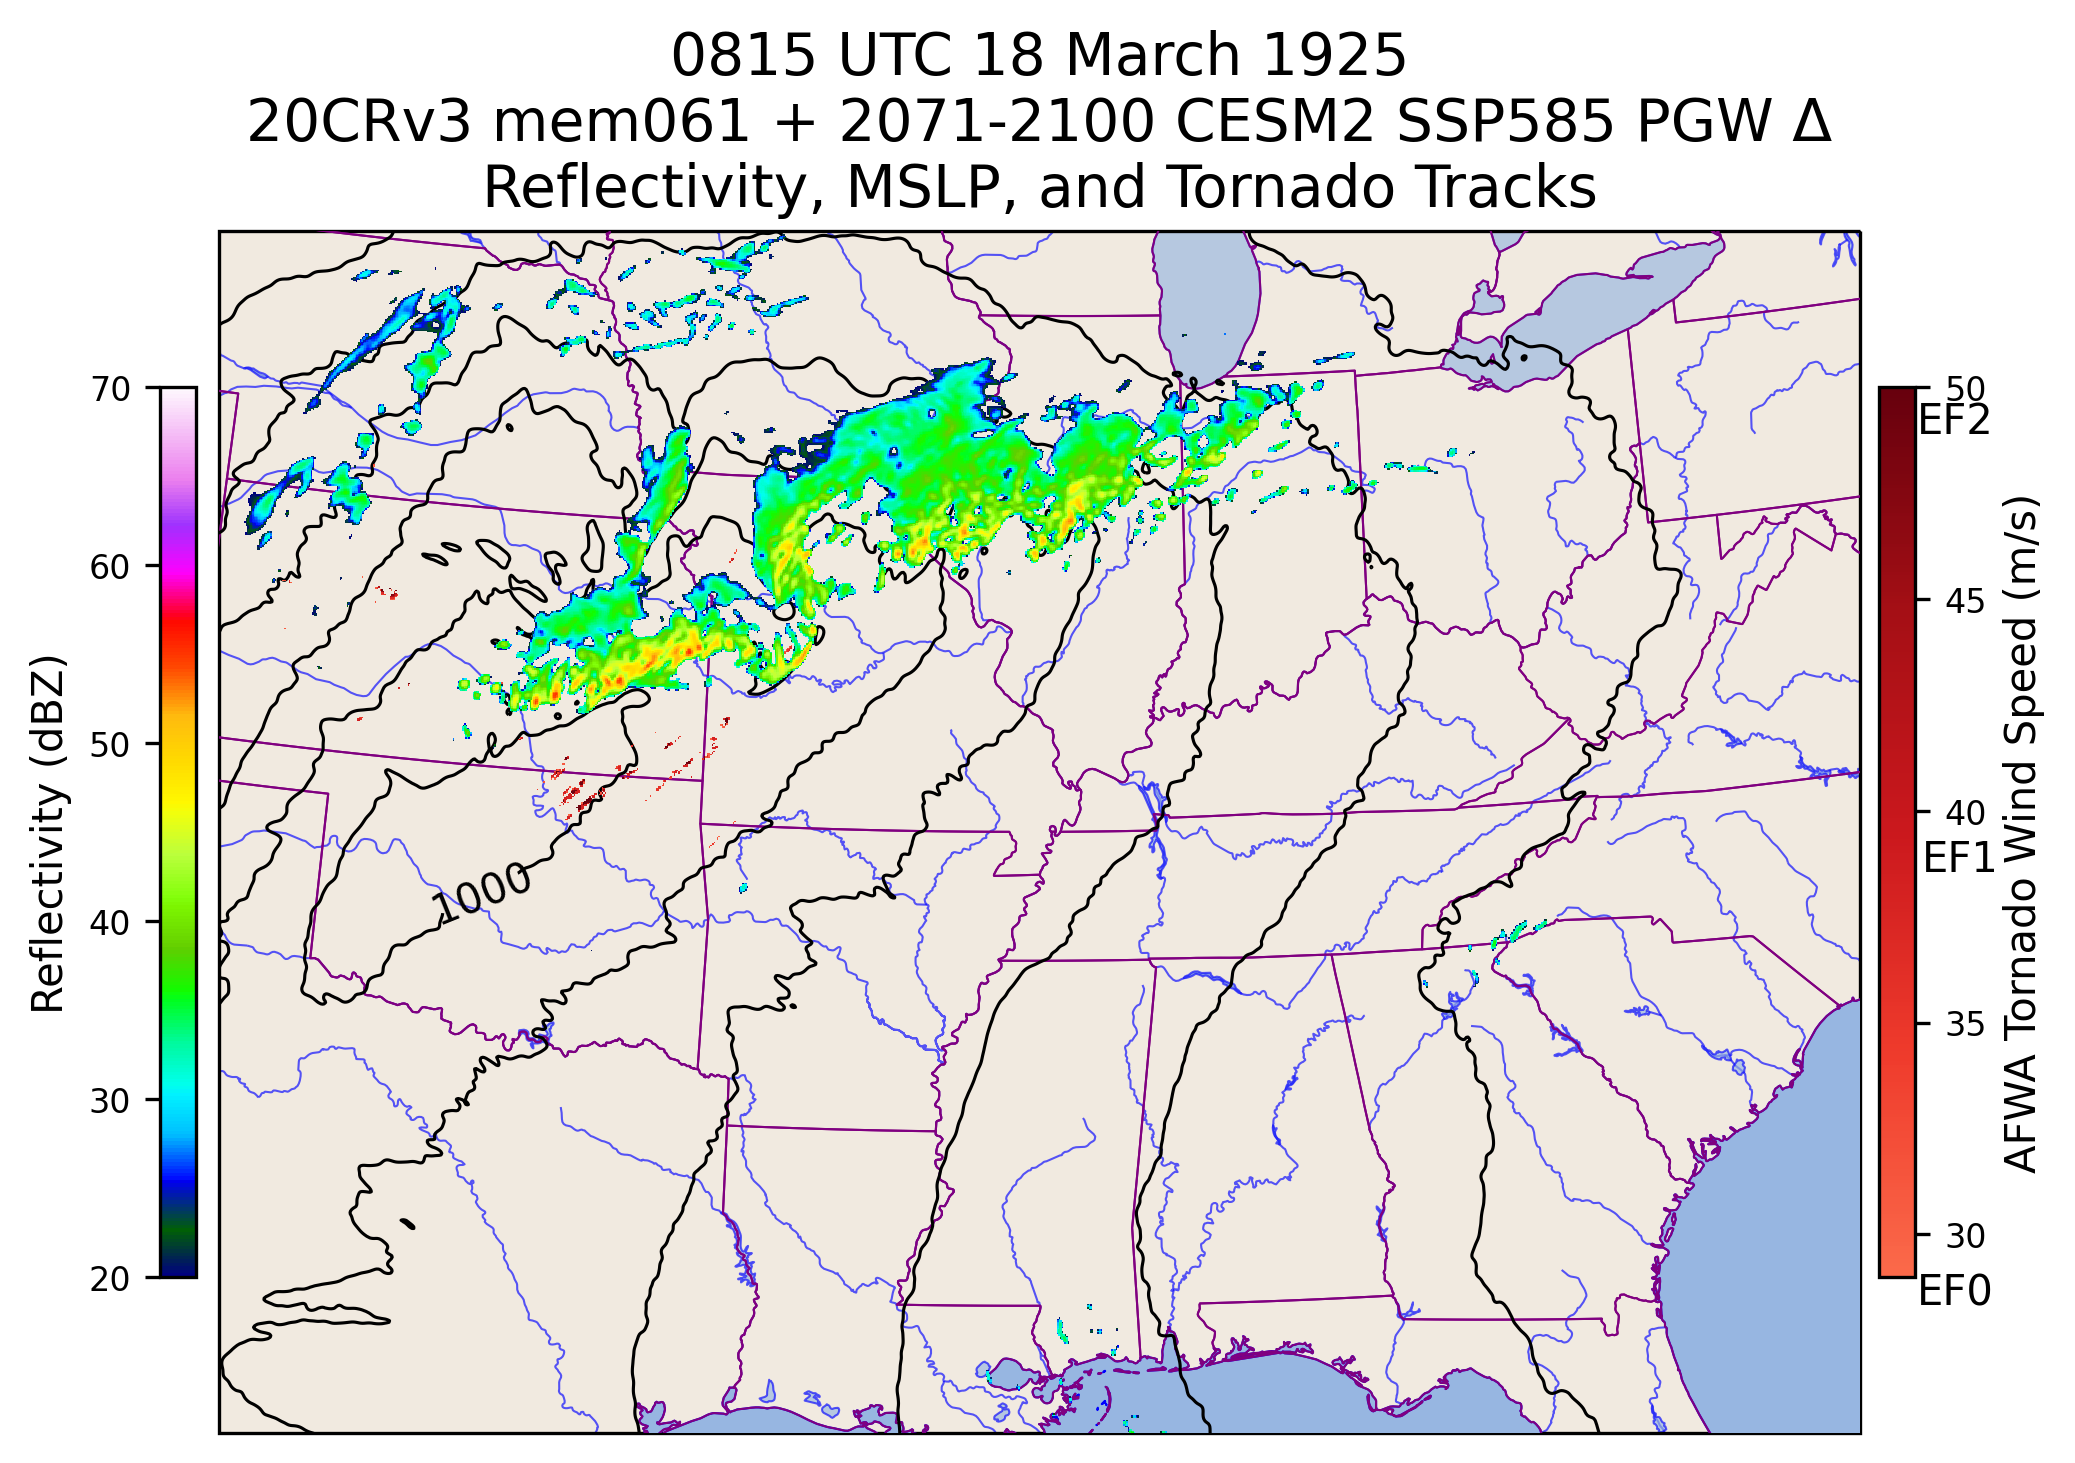 0815 UTC 18 March 1925
20CRv3 mem061 + 2071-2100 CESM2 SSP585 PGW Δ
Reflectivity, MSLP, and Tornado Tracks
70
60
50
40
30
20
Reflectivity (dBZ)
1000
50
EF2
45
40
EF1
35
30
EF0
AFWA Tornado Wind Speed (m/s)